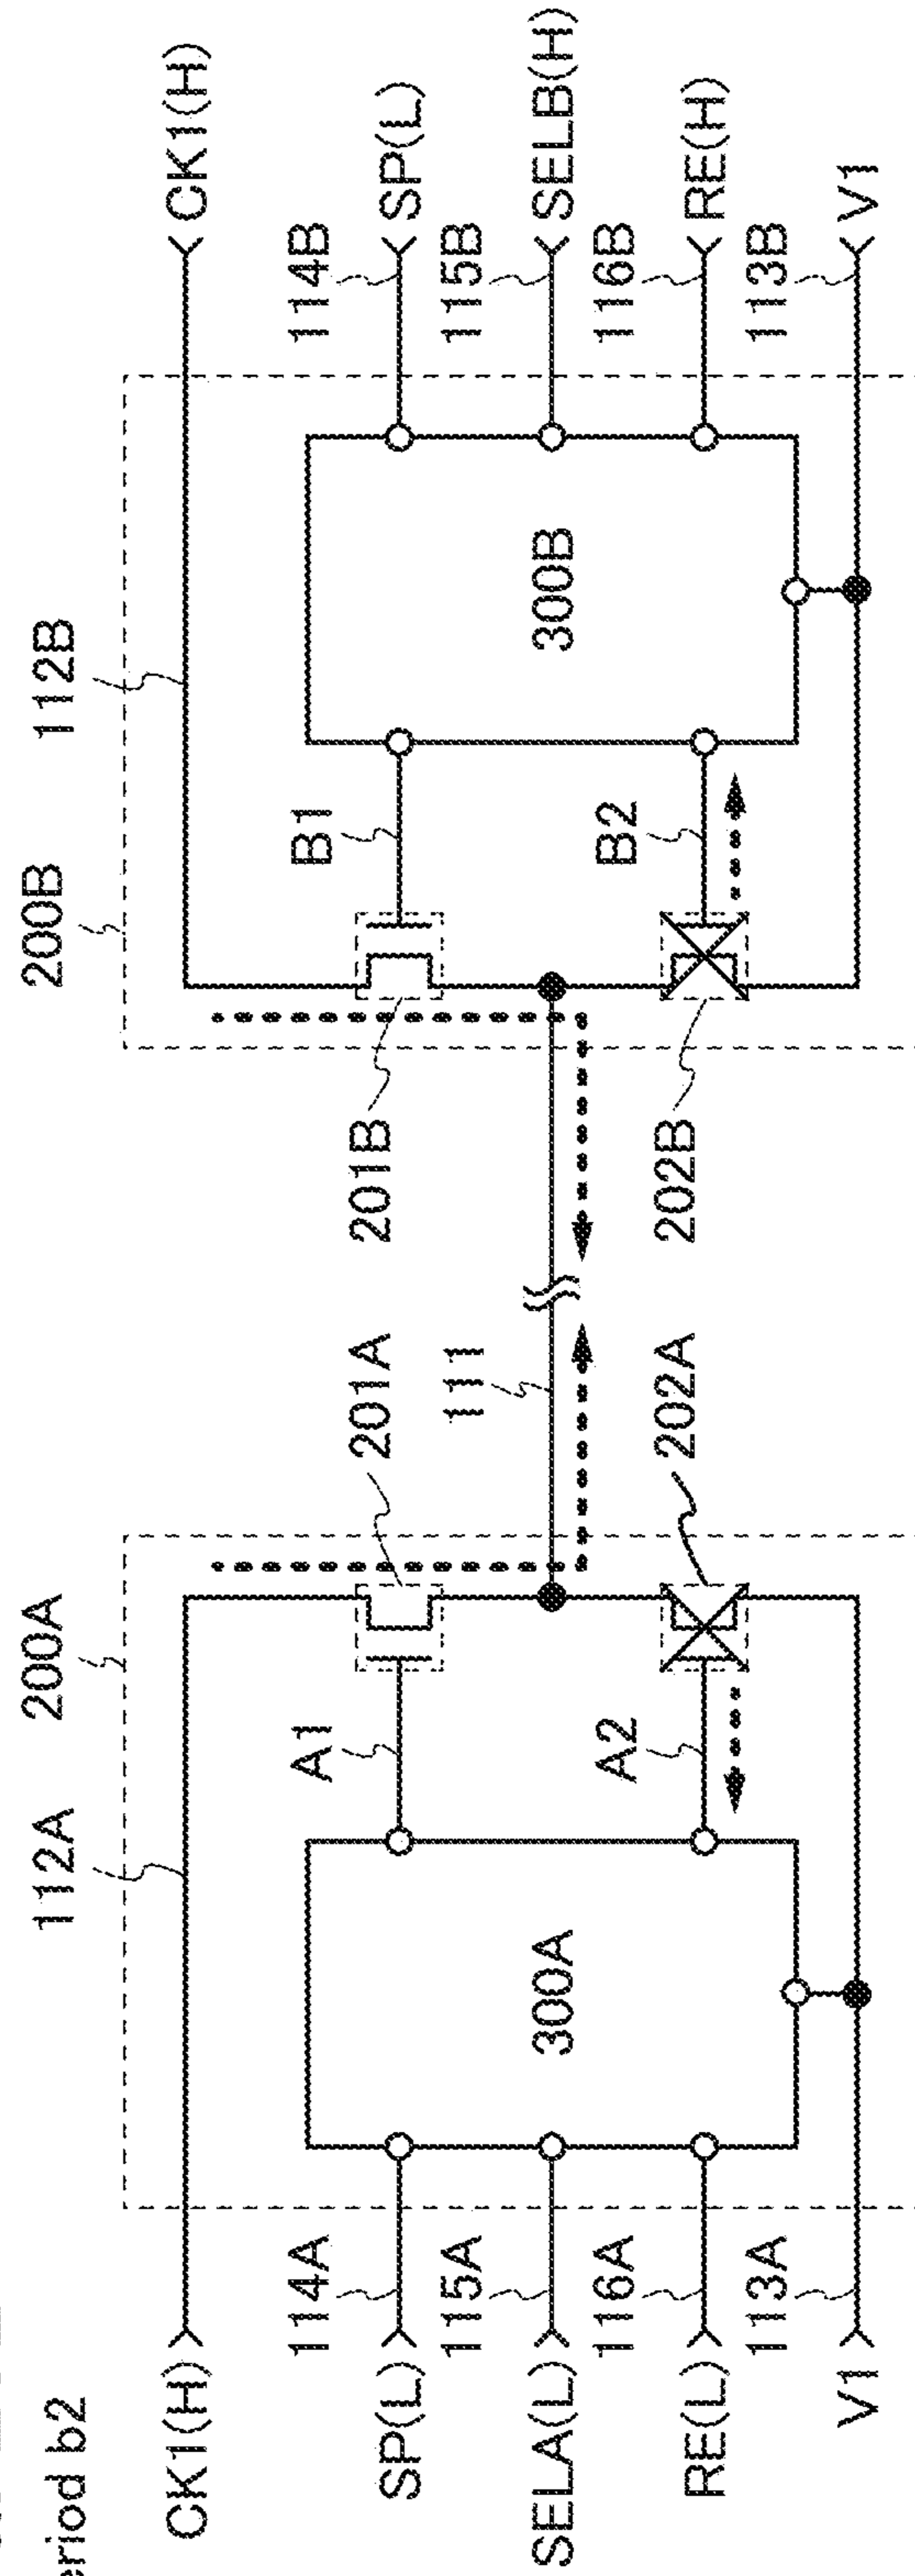 eriod b2
200A
200B
112A
112B
CK1(H)
CK1(H)
114A
A1
201A
201B
B1
114B
SP(L)
SP(L)
115A
111
115B
SELA(L)
300A
300B
SELB(H)
116A
A2
202A
202B
B2
116B
RE(L)
RE(H)
113A
113B
V1
V1